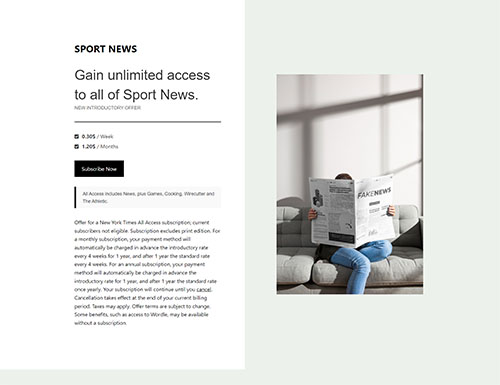 SPORT NEWS
Gain unlimited access
to all of Sport News.
NEW INTRODUCTORY OFFER
0.30$ / Week
1.20$ / Months
Subscribe Now
All Access includes News, plus Games, Cooking, Wirecutter and
The Athletic.
Offer for a New York Times All Access subscription; current
subscribers not eligible. Subscription excludes print edition. For
a monthly subscription, your payment method will
automatically be charged in advance the introductory rate
every 4 weeks for 1 year, and after 1 year the standard rate
every 4 weeks. For an annual subscription, your payment
method will automatically be charged in advance the
introductory rate for 1 year, and after 1 year the standard rate
once yearly. Your subscription will continue until you cancel.
Cancellation takes effect at the end of your current billing
period. Taxes may apply. Offer terms are subject to change.
Some benefits, such as access to Wordle, may be available
without a subscription.
FAKENEWS